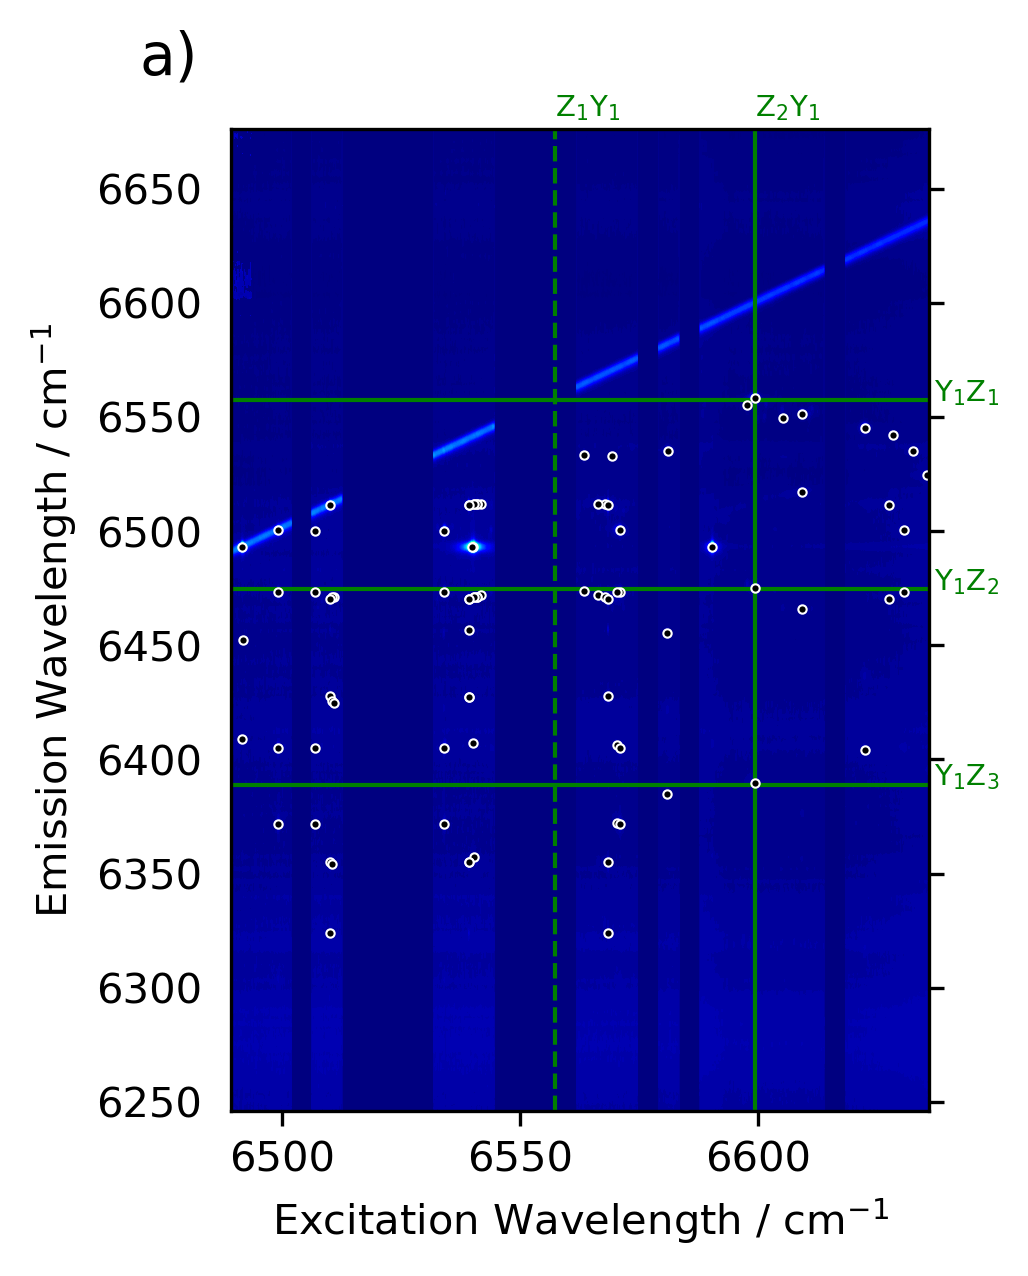 a)
Z₁Y₁
Z₂Y₁
6650
6600
6550
6500
6450
6400
6350
6300
6250
Y₁Z₁
Y₁Z₂
Y₁Z₃
Emission Wavelength / cm⁻¹
6500
6550
6600
Excitation Wavelength / cm⁻¹